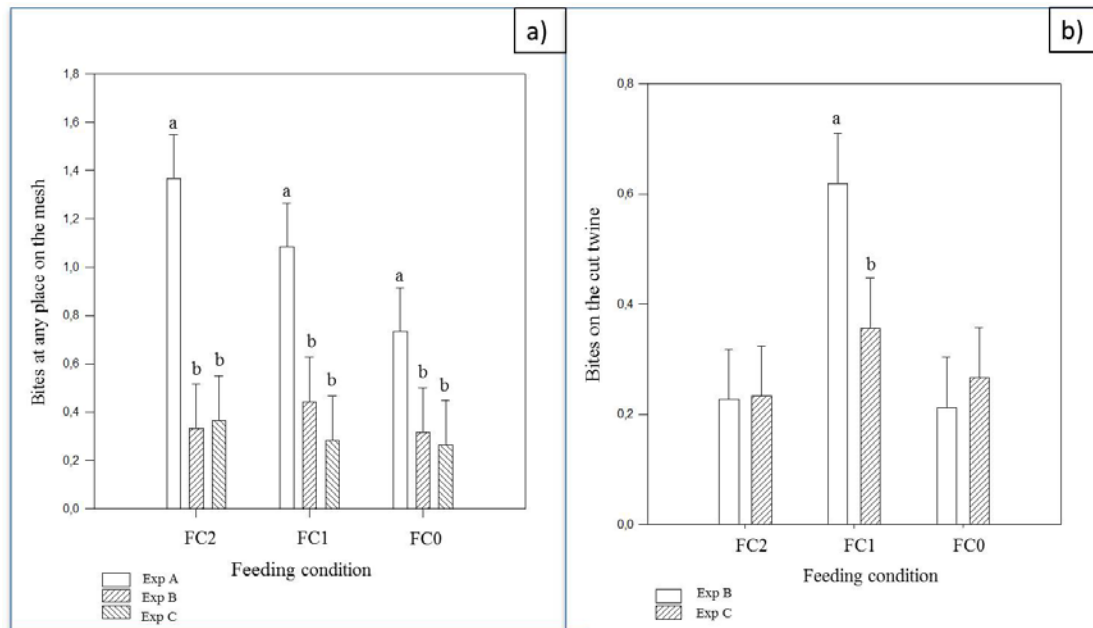 a)
1,8
1,6
1,4
1,2
1,0
0,8
0,6
0,4
0,2
0,0
Bites at any place on the mesh
a
b b
a
b
b
a
b
b
FC2 FC1 FC0
Feeding condition
Exp A
Exp B
Exp C
b)
0,8
0,6
0,4
0,2
0,0
Bites on the cut twine
a
b
FC2 FC1 FC0
Feeding condition
Exp B
Exp C